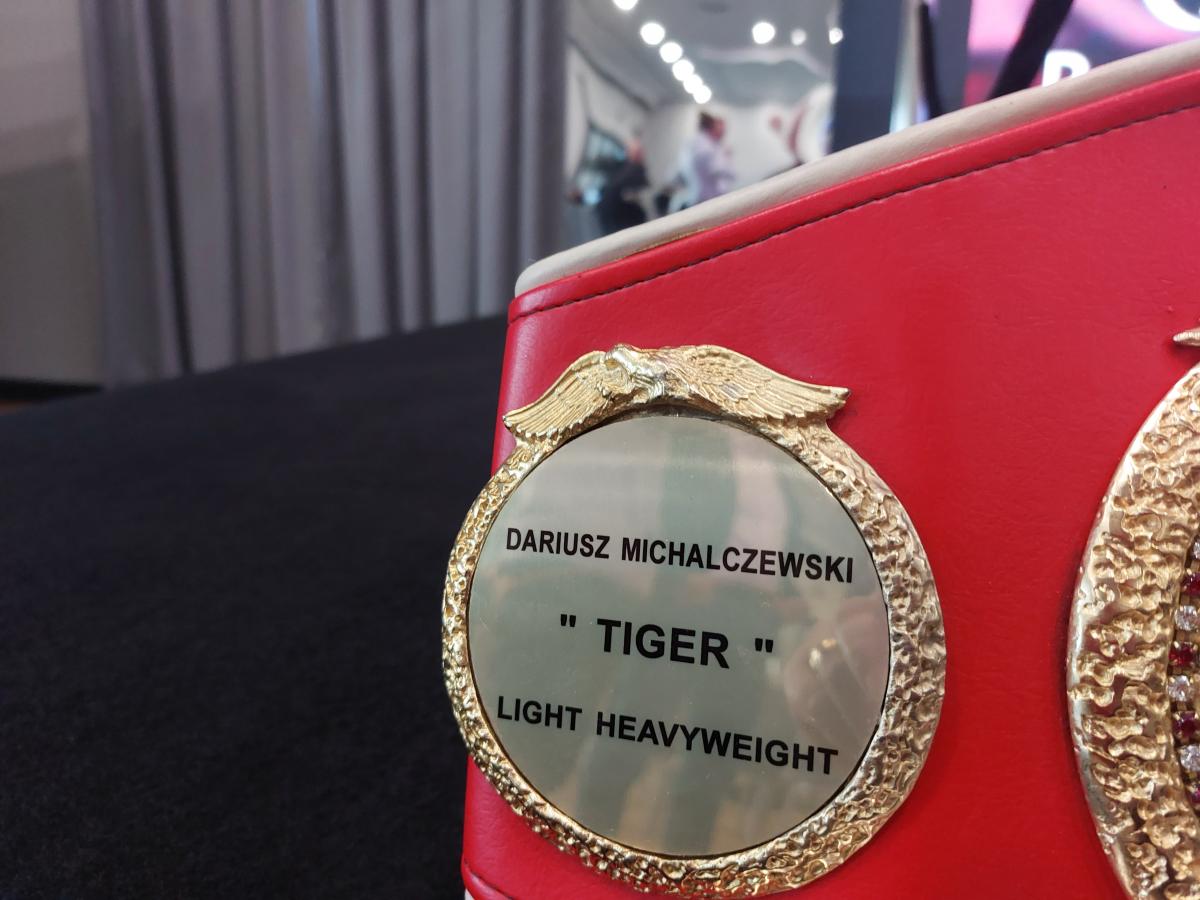 DARIUSZ MICHALCZEWSKI
" TIGER "
LIGHT HEAVYWEIGHT